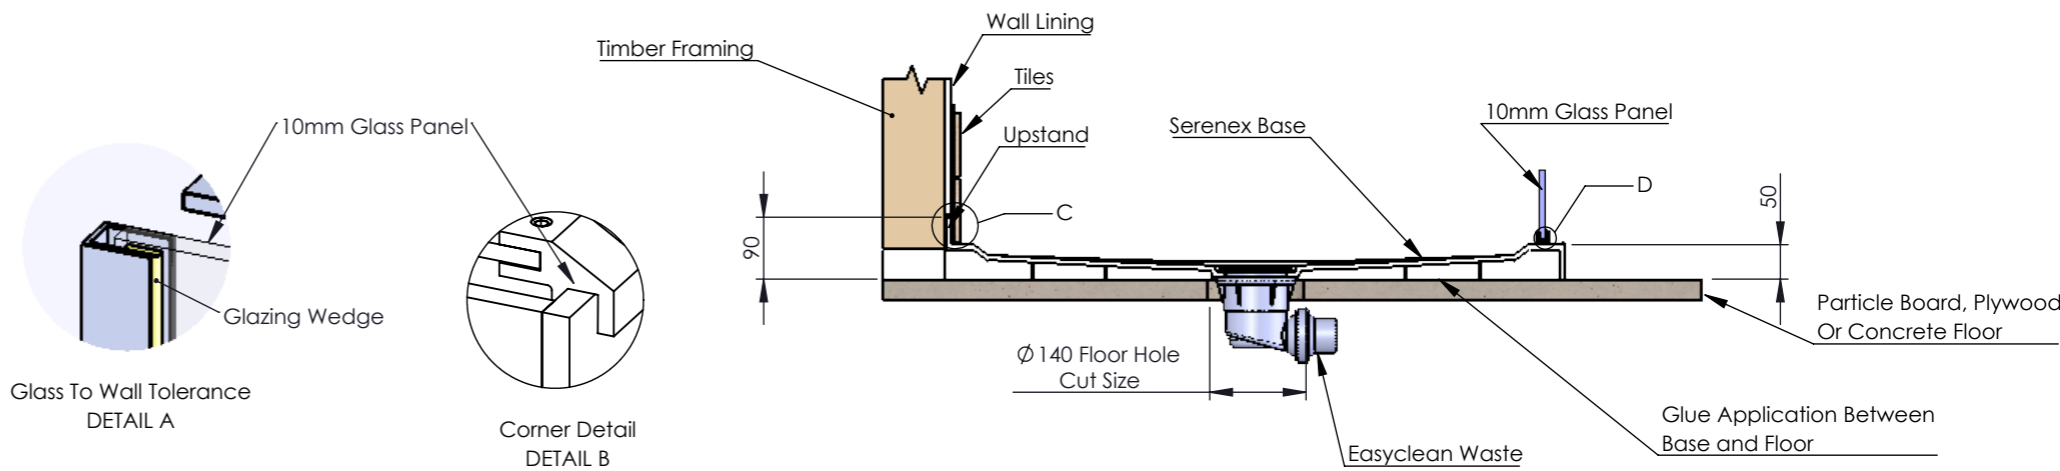 Wall Lining
Timber Framing
Tiles
10mm Glass Panel
10mm Glass Panel
Serenex Base
Upstand
C
D
50
90
Glazing Wedge
Particle Board, Plywood
Or Concrete Floor
Ø140 Floor Hole
Cut Size
Glass To Wall Tolerance
DETAIL A
Glue Application Between
Base and Floor
Corner Detail
DETAIL B
Easyclean Waste